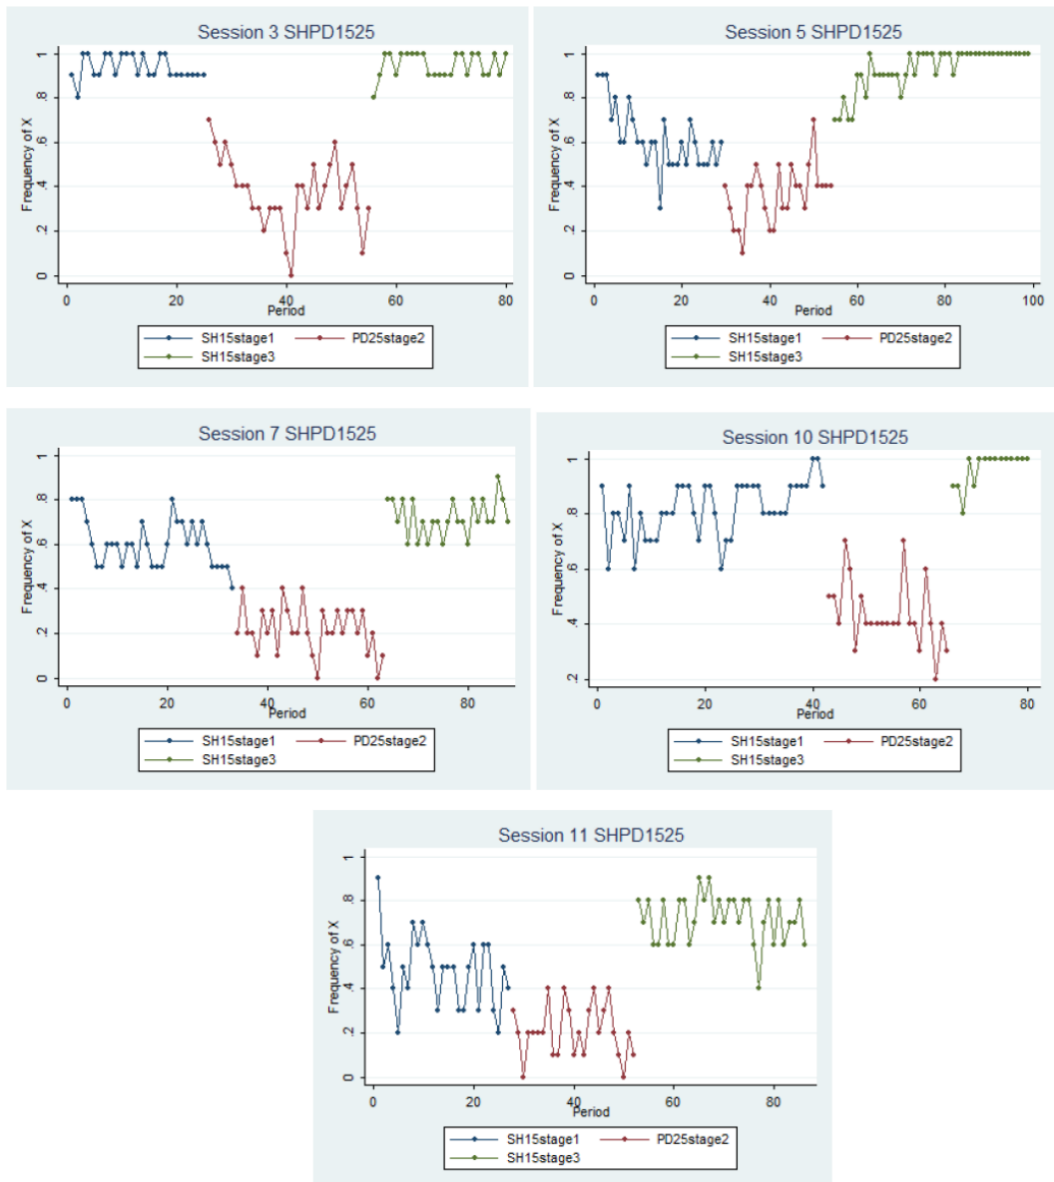 Session 3 SHPD1525
Frequency of X
1
.8
.6
.4
.2
0
0 20 40 60 80
Period
SH15stage1 PD25stage2
SH15stage3
Session 5 SHPD1525
Frequency of X
1
.8
.6
.4
.2
0
0 20 40 60 80 100
Period
SH15stage1 PD25stage2
SH15stage3
Session 7 SHPD1525
Frequency of X
1
.8
.6
.4
.2
0
0 20 40 60 80
Period
SH15stage1 PD25stage2
SH15stage3
Session 10 SHPD1525
Frequency of X
1
.8
.6
.4
.2
0 20 40 60 80
Period
SH15stage1 PD25stage2
SH15stage3
Session 11 SHPD1525
Frequency of X
1
.8
.6
.4
.2
0
0 20 40 60 80
Period
SH15stage1 PD25stage2
SH15stage3